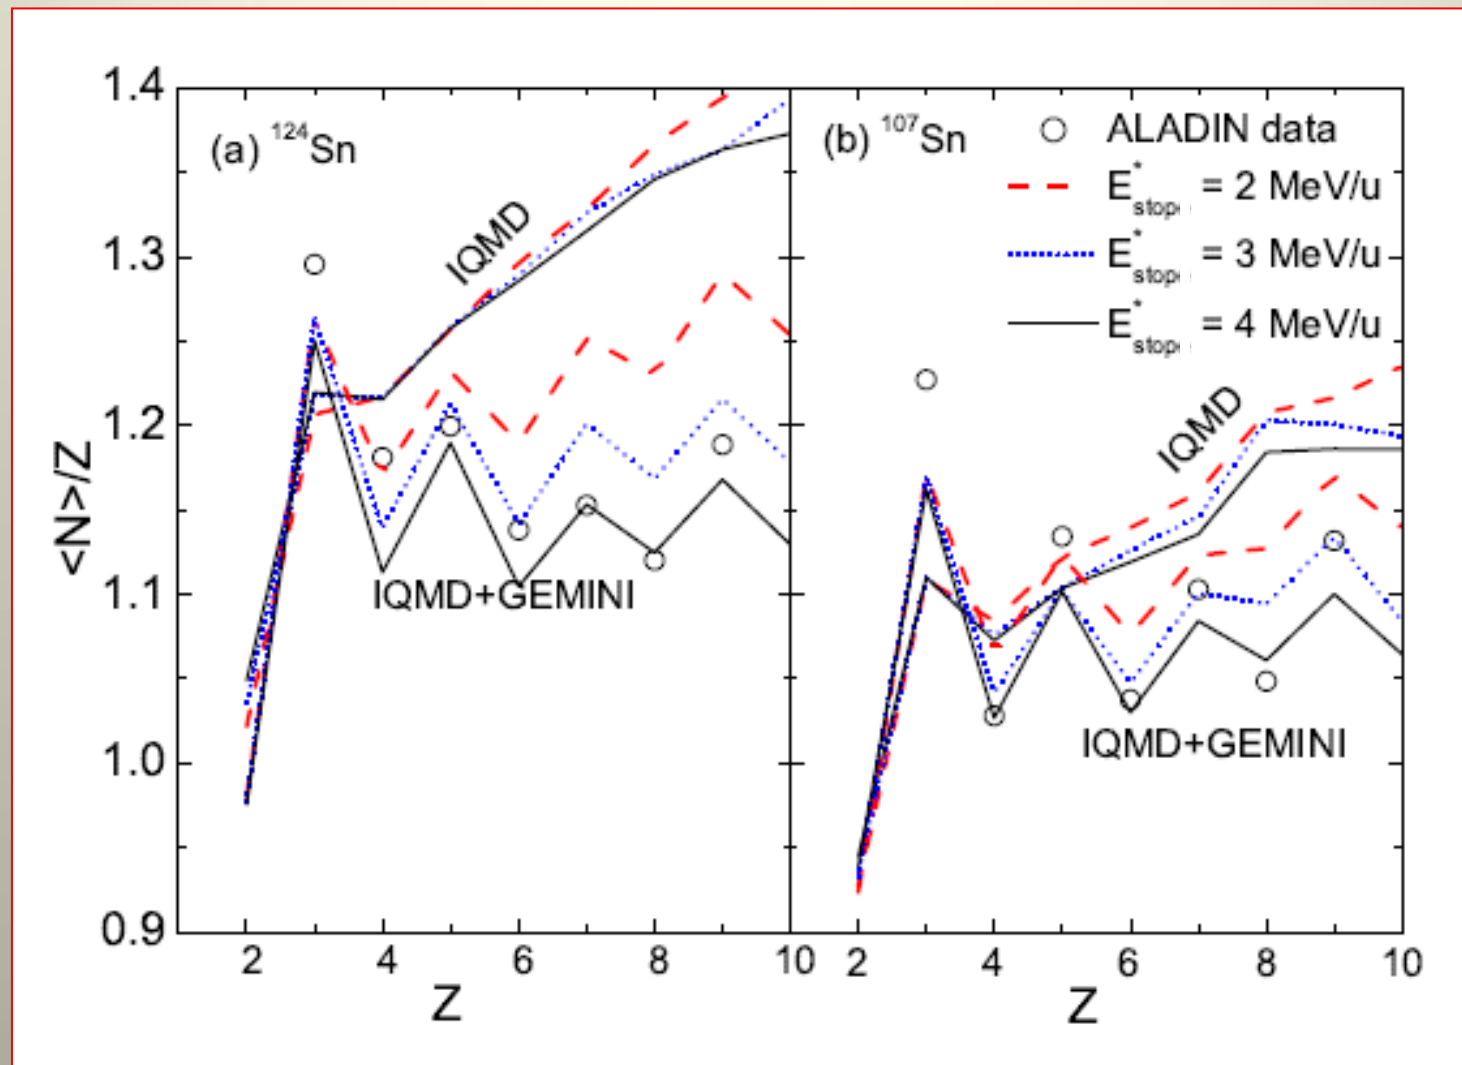 (a) ¹²⁴Sn
(b) ¹⁰⁷Sn
ALADIN data
E*stop = 2 MeV/u
E*stop = 3 MeV/u
E*stop = 4 MeV/u
IQMD
IQMD+GEMINI
IQMD
IQMD+GEMINI
<N>/Z
1.4
1.3
1.2
1.1
1.0
0.9
2 4 6 8 10 2 4 6 8 10
Z Z